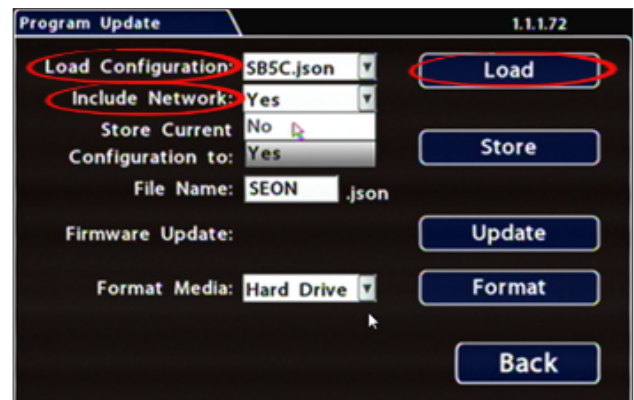 Program Update 1.1.1.72
Load Configuration: SB5C.json Load
Include Network: Yes
No
Store Current
Yes
Configuration to:
Store
File Name: SEON .json
Firmware Update: Update
Format Media: Hard Drive Format
Back